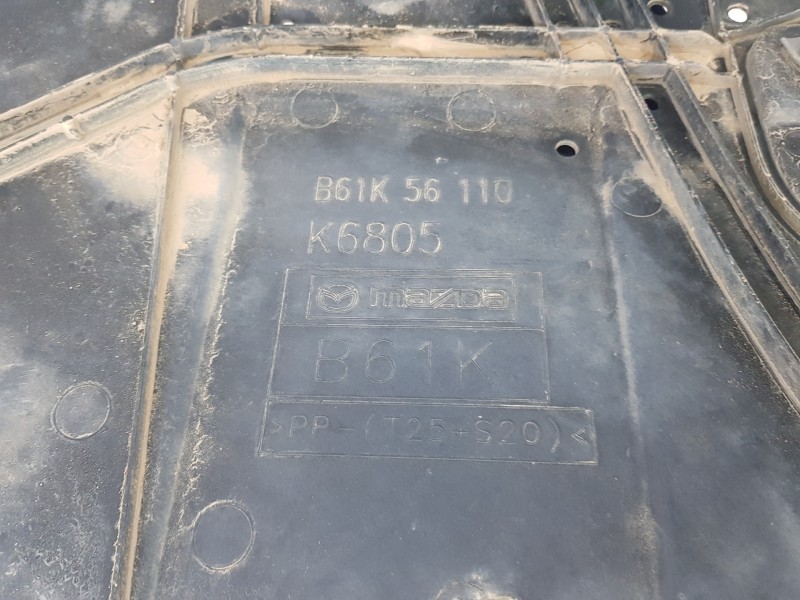 B61K 56 110
K6805
mazda
B61K
>PP-(T25+S20)<